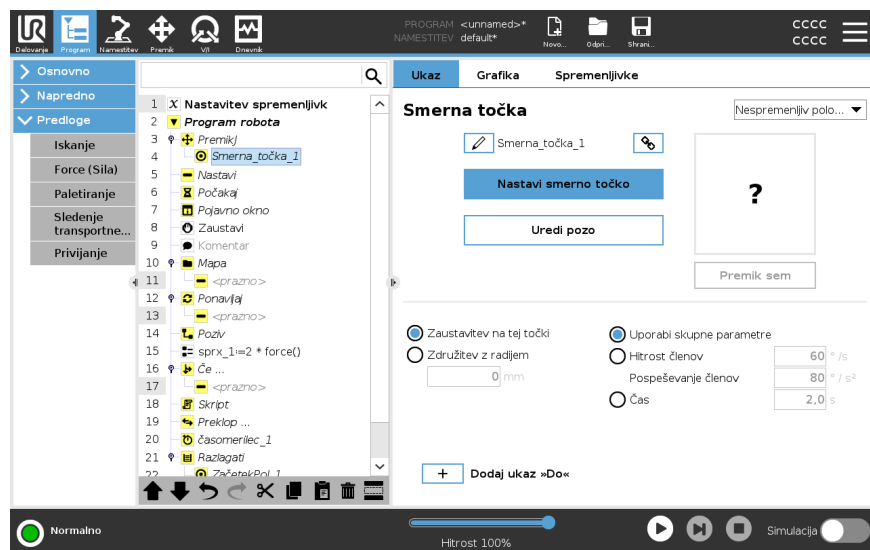 PROGRAM <unnamed>*
NAMESTITEV default*
Delovanje Program Namestitev Premik V/I Dnevnik
Novo... Odpri... Shrani...
CCCC
CCCC
Osnovno
Napredno
Predloge
Iskanje
Force (Sila)
Paletiranje
Sledenje
transportne...
Privijanje
1 X Nastavitev spremenljivk
2 Program robota
3 PremikJ
4 Smerna_točka_1
5 Nastavi
6 Počakaj
7 Pojavno okno
8 Zaustavi
9 Komentar
10 Mapa
11 <prazno>
12 Ponavljaj
13 <prazno>
14 Poziv
15 sprx_1≔2 * force()
16 Če ...
17 <prazno>
18 Skript
19 Preklop ...
20 časomerilec_1
21 Razlagati
22 ZačetekPol_1
Ukaz Grafika Spremenljivke
Smerna točka
Nespremenljiv polo...
Smerna_točka_1
Nastavi smerno točko
Uredi pozo
?
Premik sem
Zaustavitev na tej točki
Združitev z radijem
0 mm
Uporabi skupne parametre
Hitrost členov 60 ° /s
Pospeševanje členov 80 ° / s²
Čas 2,0 s
+ Dodaj ukaz »Do«
Normalno
Hitrost 100%
Simulacija